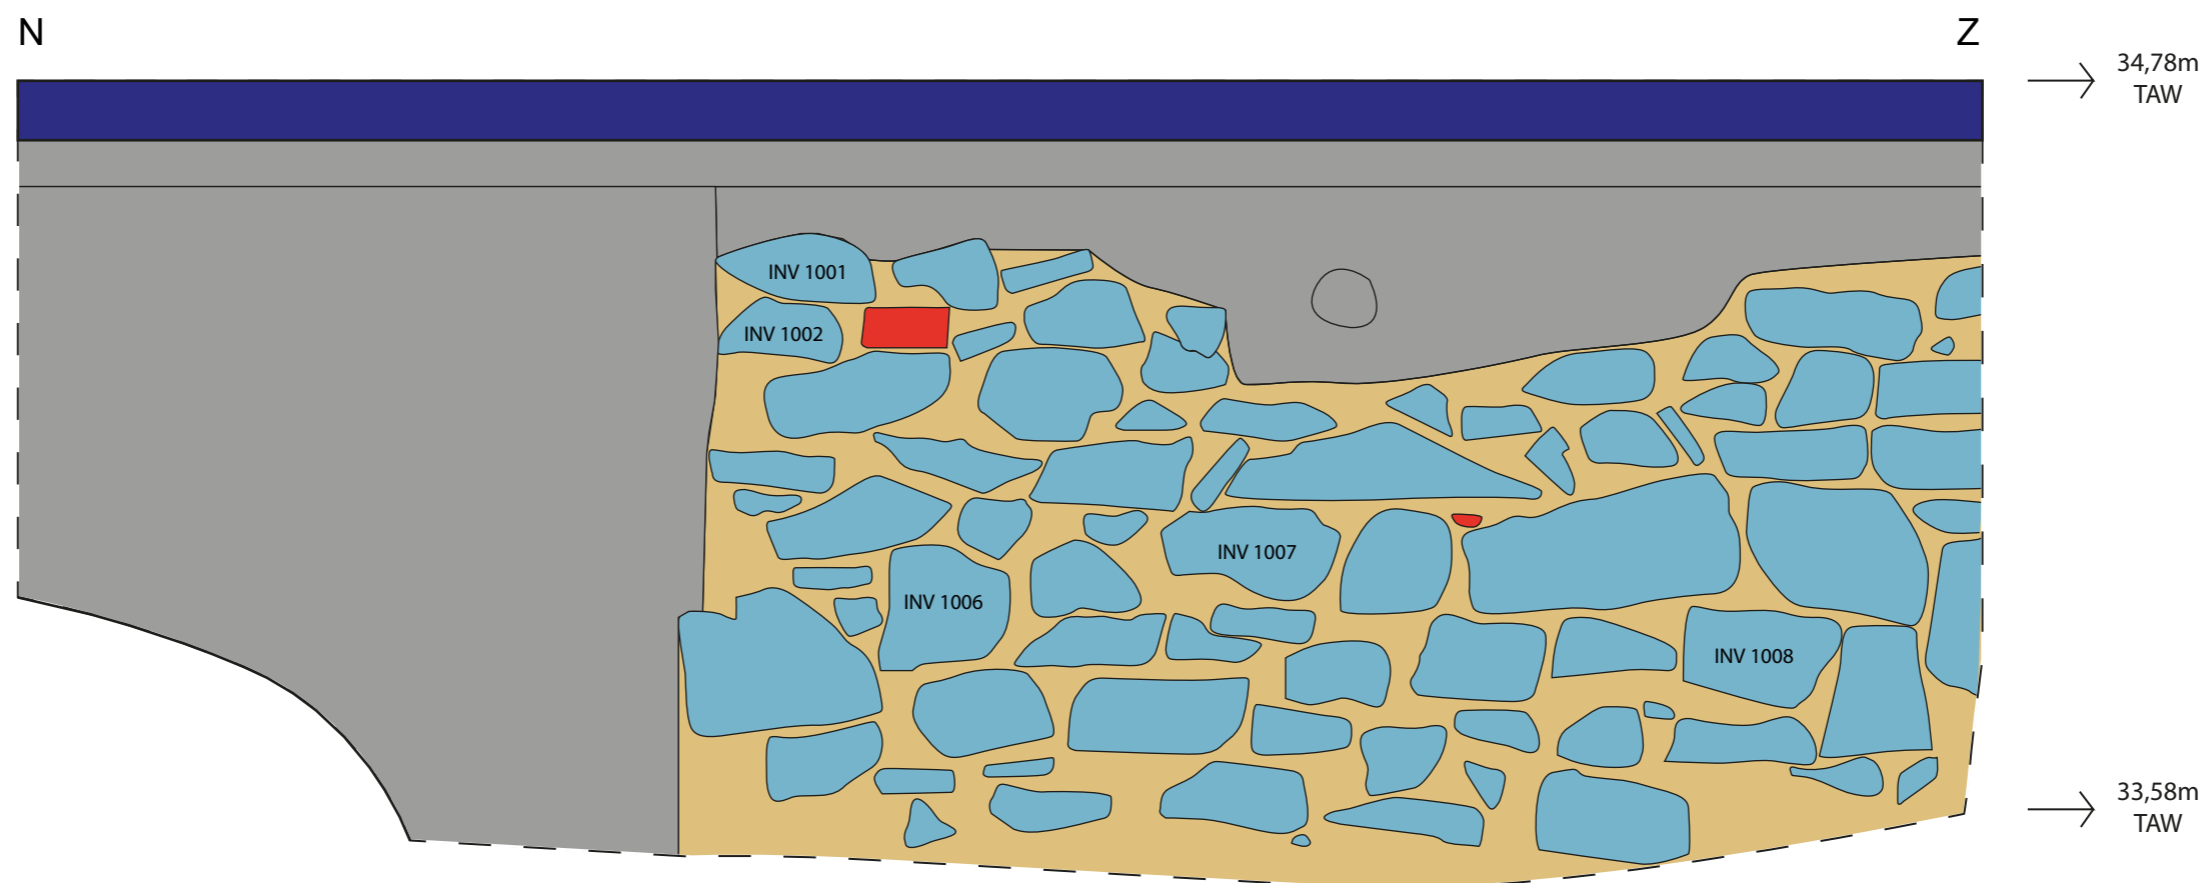 N
Z
34,78m
TAW
INV 1001
INV 1002
INV 1007
INV 1006
INV 1008
33,58m
TAW